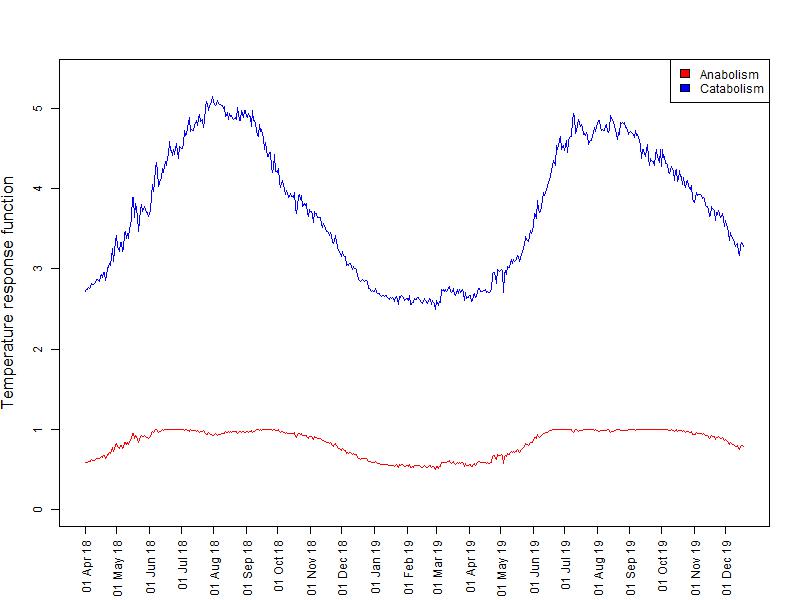 Anabolism
Catabolism
Temperature response function
5
4
3
2
1
0
01 Apr 18
01 May 18
01 Jun 18
01 Jul 18
01 Aug 18
01 Sep 18
01 Oct 18
01 Nov 18
01 Dec 18
01 Jan 19
01 Feb 19
01 Mar 19
01 Apr 19
01 May 19
01 Jun 19
01 Jul 19
01 Aug 19
01 Sep 19
01 Oct 19
01 Nov 19
01 Dec 19